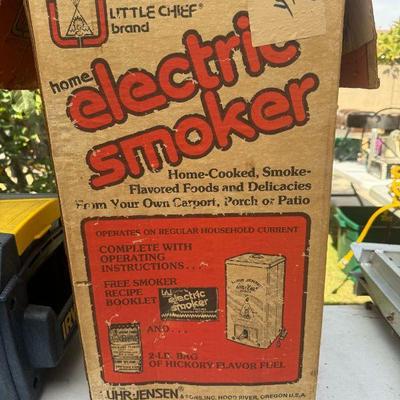 LITTLE CHIEF®
brand
home
electric
smoker
Home-Cooked, Smoke-
Flavored Foods and Delicacies
From Your Own Carport, Porch or Patio
OPERATES ON REGULAR HOUSEHOLD CURRENT
COMPLETE WITH
OPERATING
INSTRUCTIONS...
FREE SMOKER
RECIPE
BOOKLET
electric
smoker
AND...
2-LB. BAG
OF HICKORY FLAVOR FUEL
LUHR-JENSEN & SONS, INC. HOOD RIVER, OREGON U.S.A.